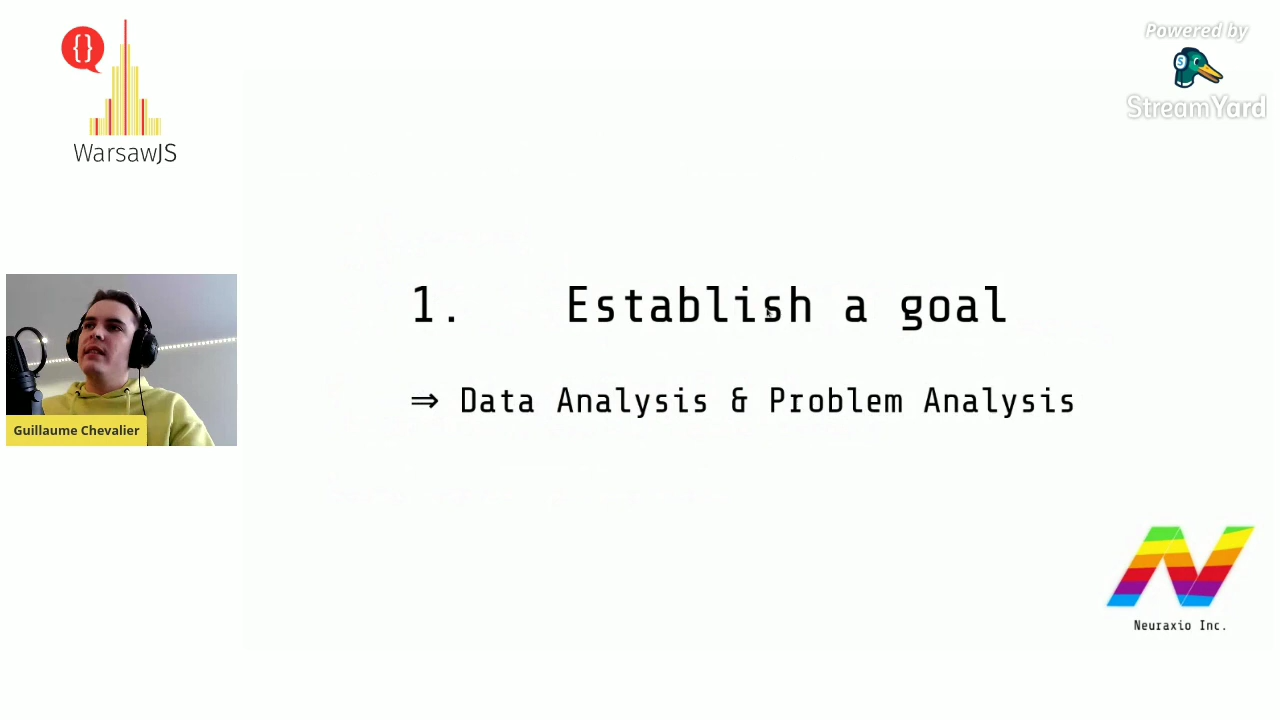 {}
WarsawJS
Powered by
StreamYard
1. Establish a goal
⇒ Data Analysis & Problem Analysis
Guillaume Chevalier
Neuraxio Inc.